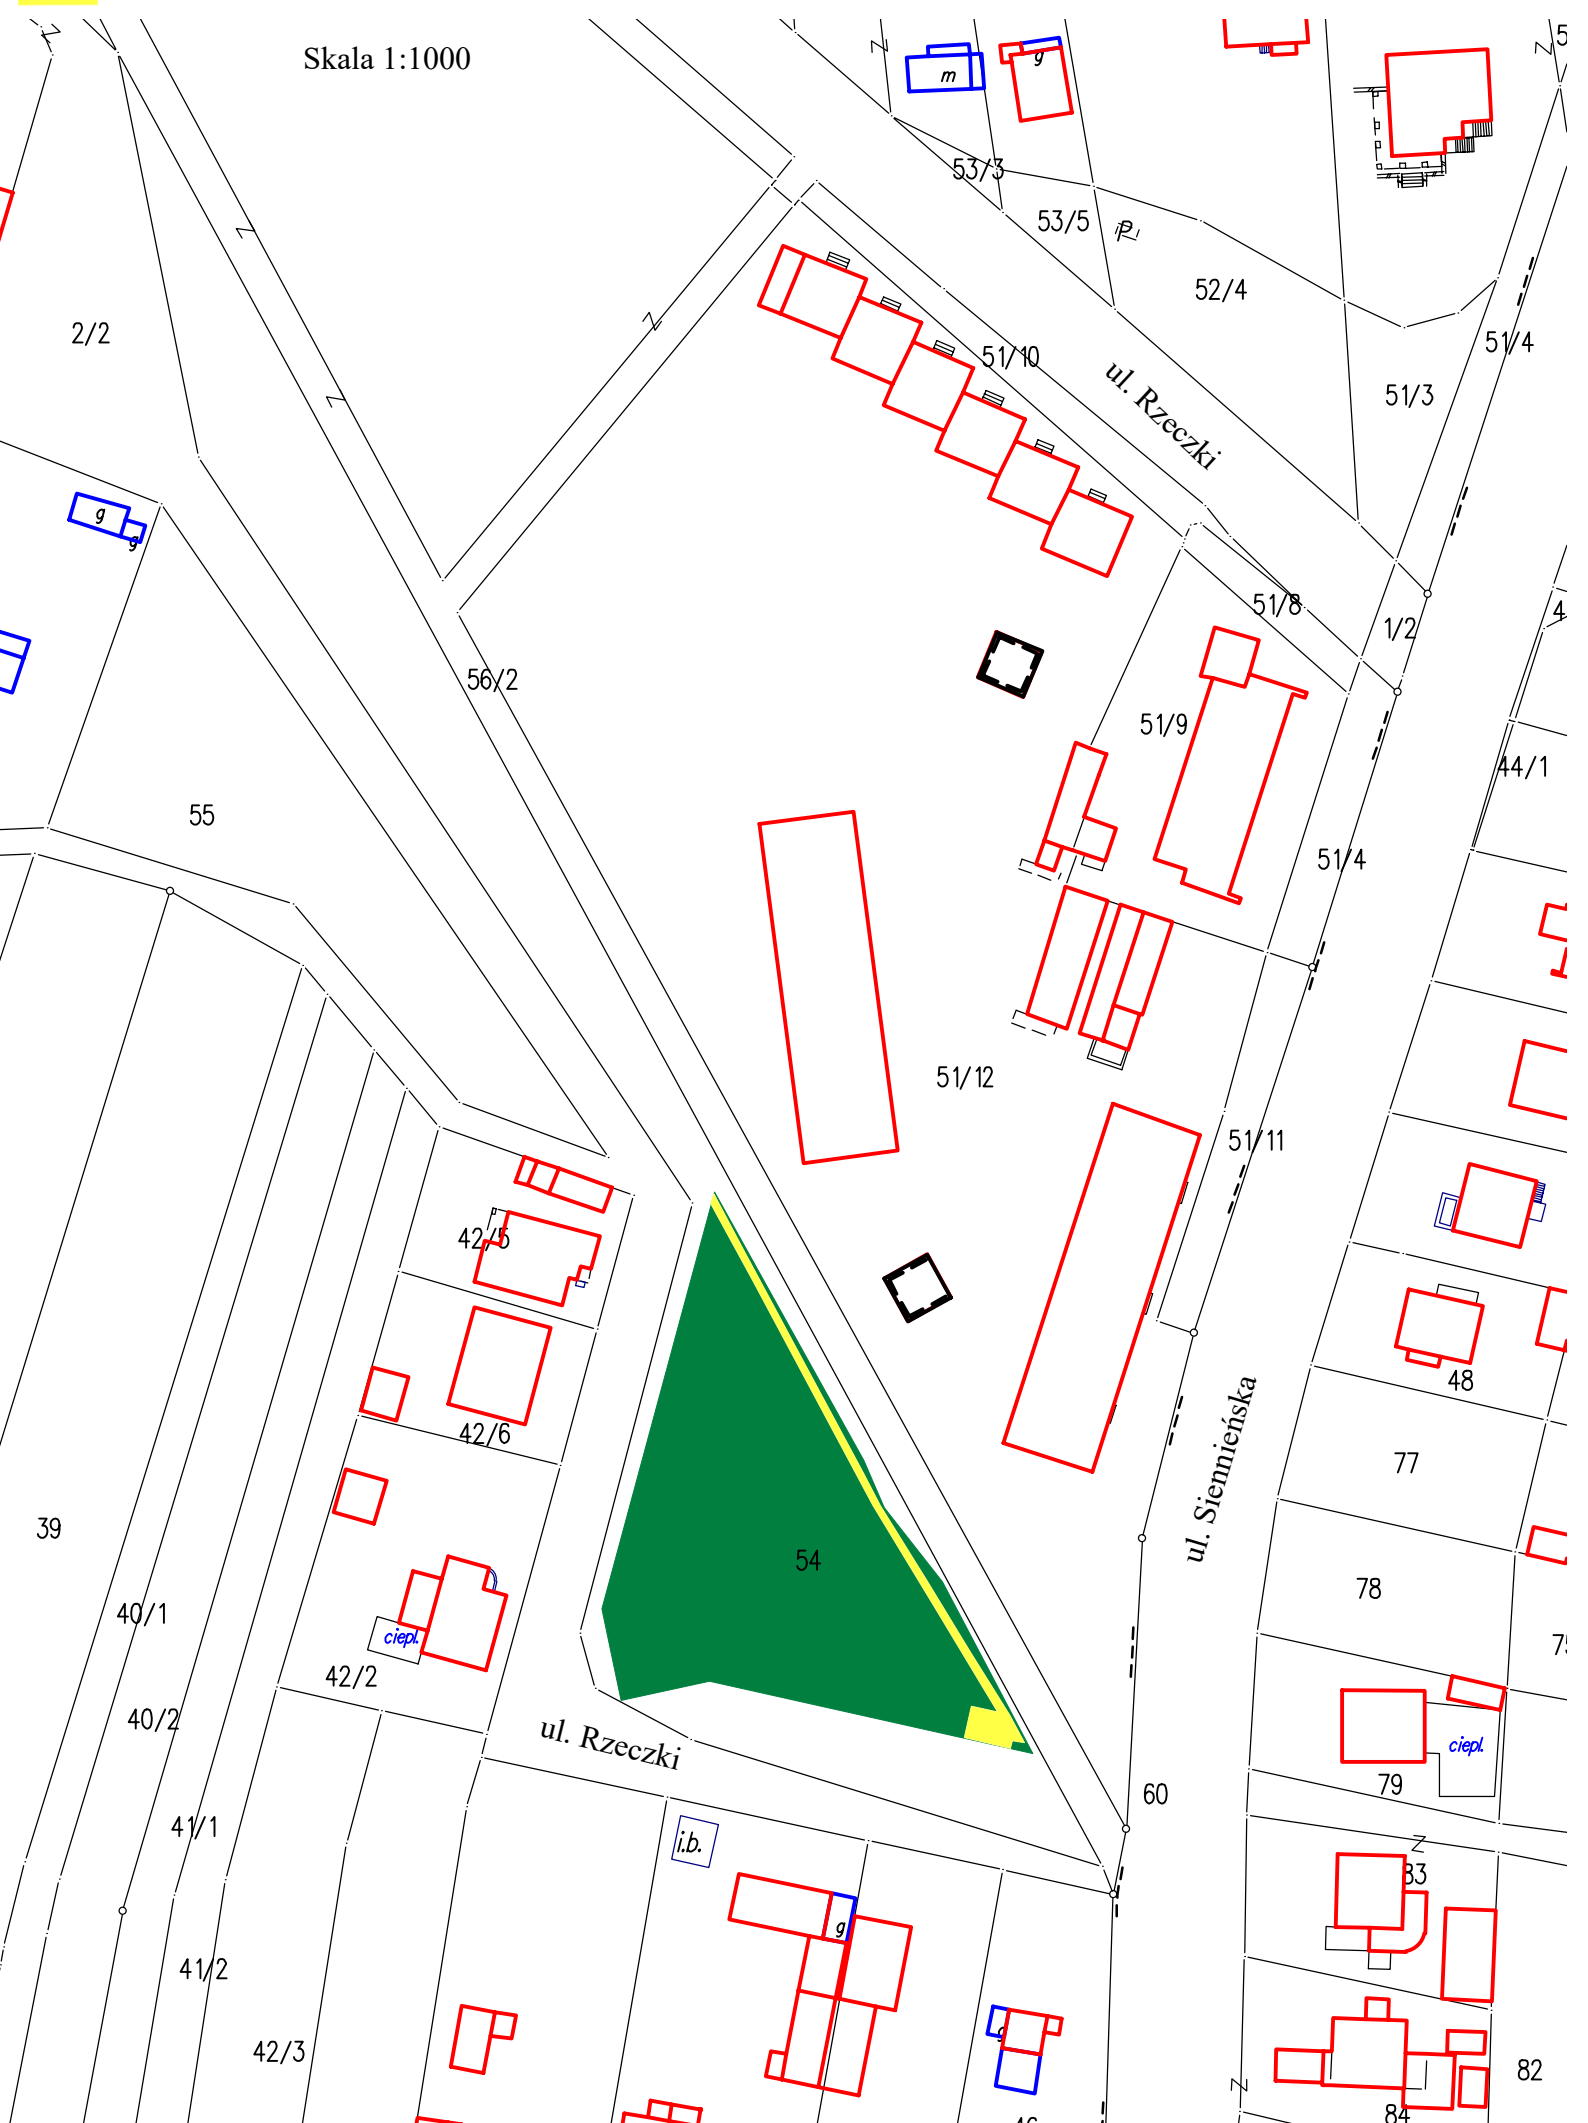 Skala 1:1000
m
g
53/3
53/5
p.
52/4
2/2
51/10
ul. Rzeczki
51/4
51/3
g
g
51/8
1/2
56/2
51/9
44/1
55
51/4
51/12
51/11
42/5
48
42/6
ul. Siennieńska
77
39
54
78
40/1
ciepl.
42/2
40/2
ul. Rzeczki
ciepl.
79
60
41/1
i.b.
83
g
41/2
42/3
g
82
84